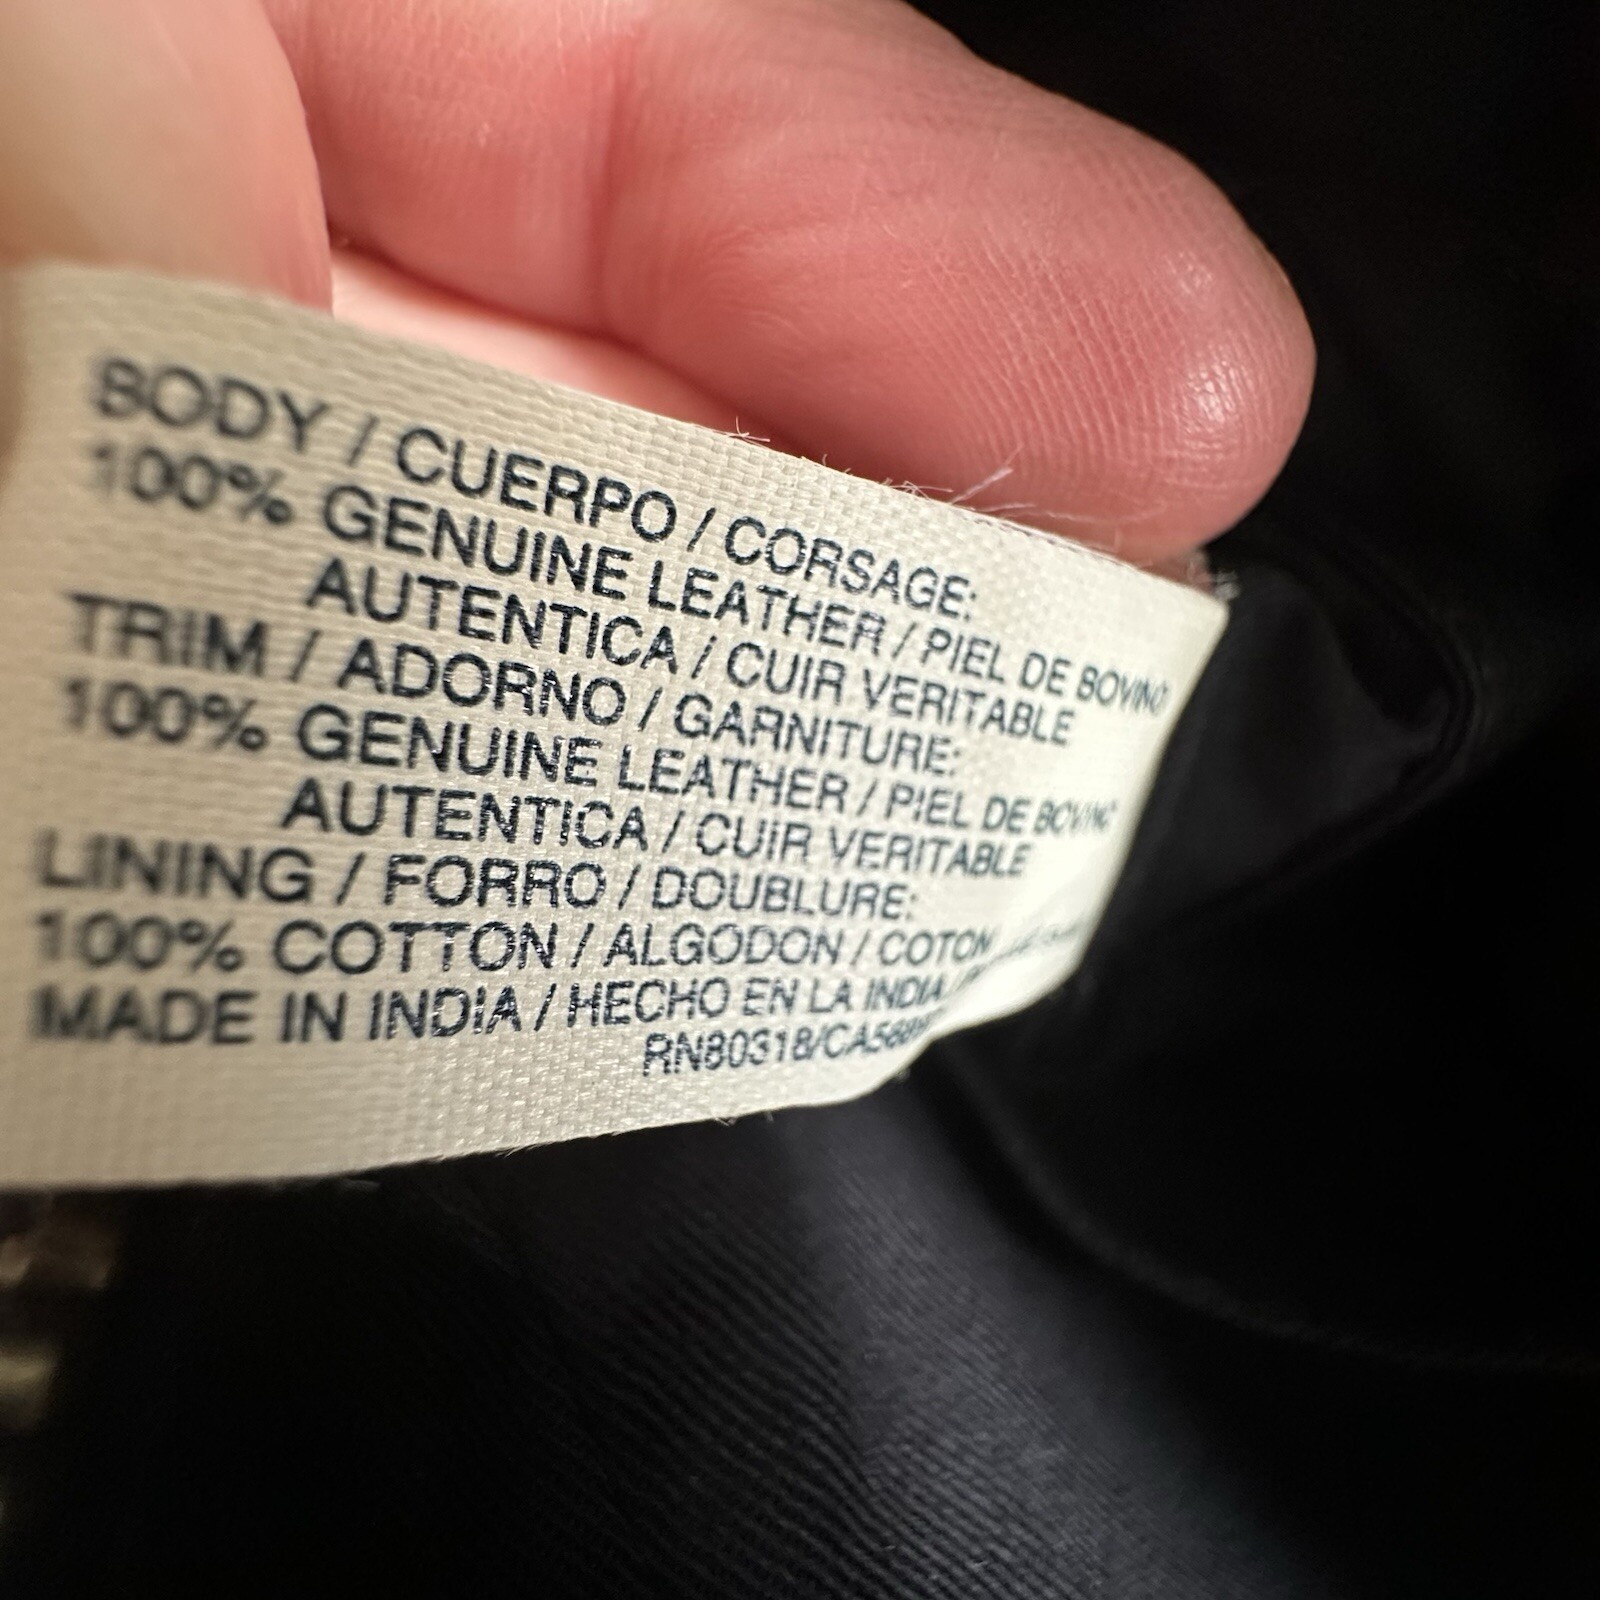 BODY / CUERPO / CORSAGE:
100% GENUINE LEATHER / PIEL DE BOVINO
AUTENTICA / CUIR VERITABLE
TRIM / ADORNO / GARNITURE:
100% GENUINE LEATHER / PIEL DE BOVINO
AUTENTICA / CUIR VERITABLE
LINING / FORRO / DOUBLURE:
100% COTTON / ALGODON / COTON
MADE IN INDIA / HECHO EN LA INDIA /
RN80318/